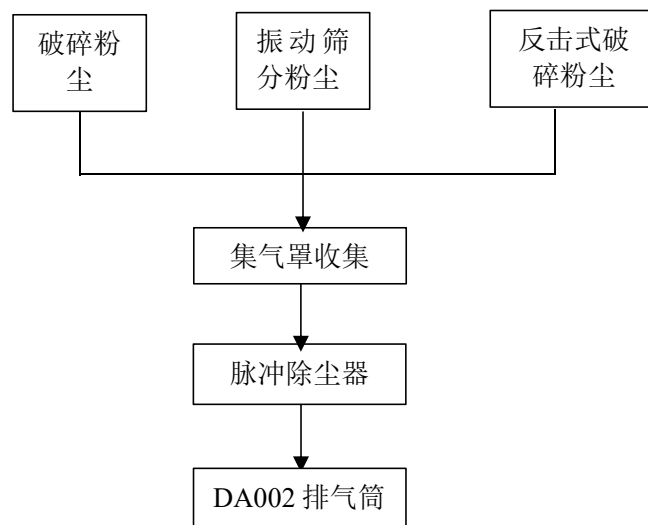 破碎粉
尘
振动筛
分粉尘
反击式破
碎粉尘
集气罩收集
脉冲除尘器
DA002 排气筒